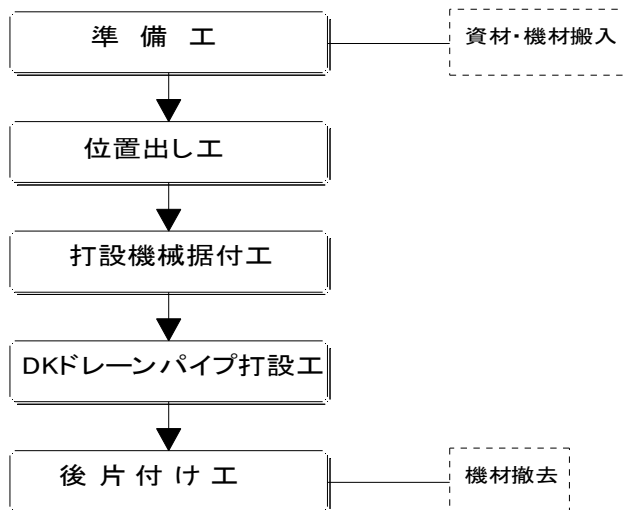 準 備 工
資材・機材搬入
位置出し工
打設機械据付工
DKドレーンパイプ打設工
後 片 付 け 工
機材撤去